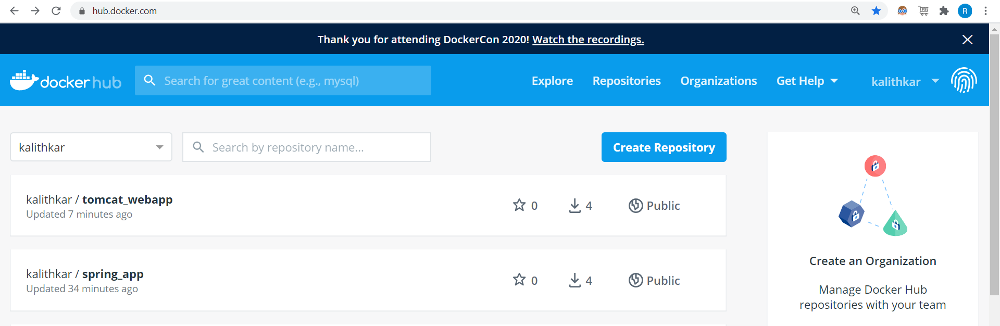 hub.docker.com
FS
R
Thank you for attending DockerCon 2020! Watch the recordings.
docker hub
Search for great content (e.g., mysql)
Explore
Repositories
Organizations
Get Help
kalithkar
kalithkar
Search by repository name...
Create Repository
kalithkar / tomcat_webapp
Updated 7 minutes ago
0
4
Public
kalithkar / spring_app
Updated 34 minutes ago
0
4
Public
Create an Organization
Manage Docker Hub
repositories with your team